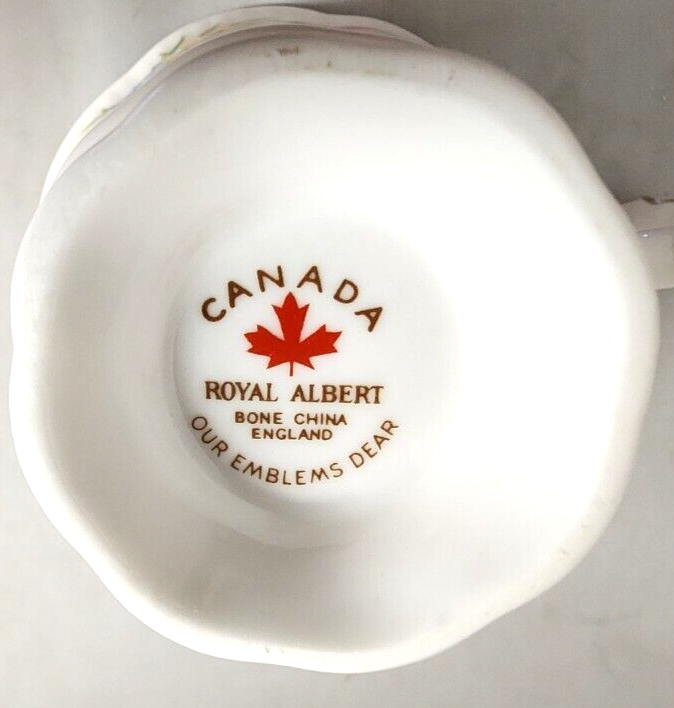 CANADA
ROYAL ALBERT
BONE CHINA
ENGLAND
OUR EMBLEMS DEAR